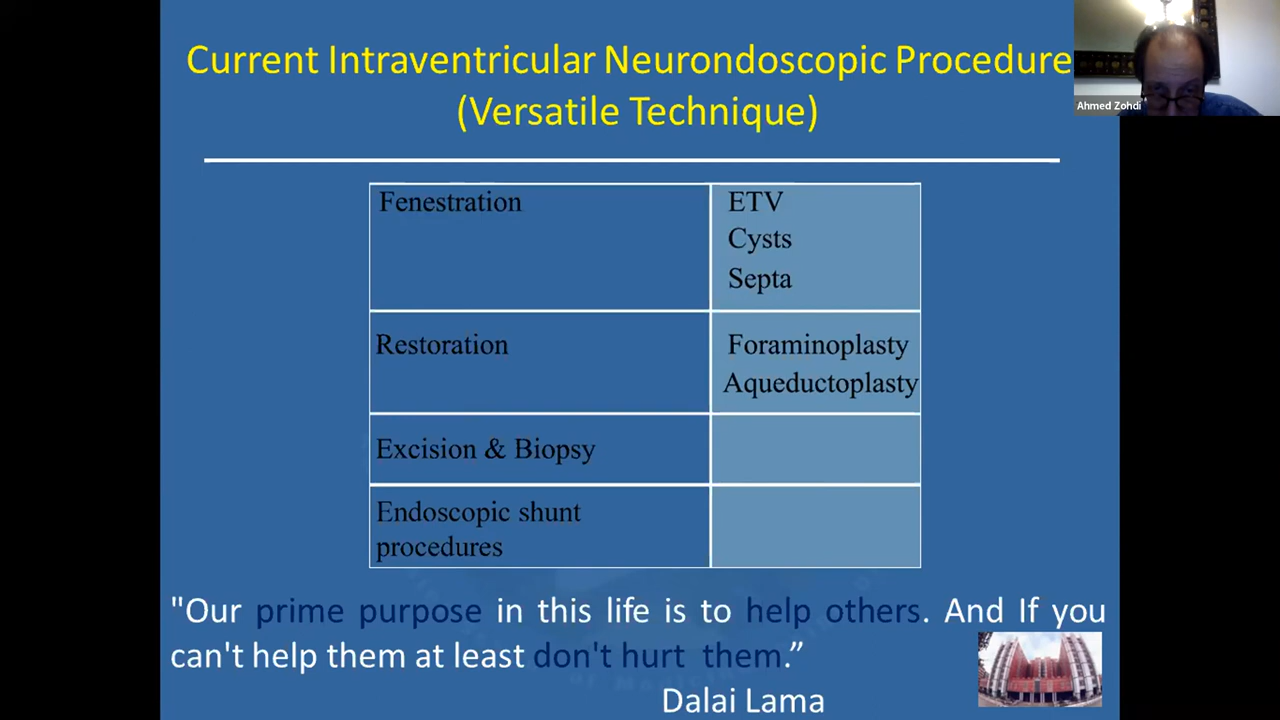 Current Intraventricular Neurondoscopic Procedure
(Versatile Technique)
Ahmed Zohdi
Fenestration
ETV
Cysts
Septa
Restoration
Foraminoplasty
Aqueductoplasty
Excision & Biopsy
Endoscopic shunt
procedures
"Our prime purpose in this life is to help others. And If you
can't help them at least don't hurt them.”
Dalai Lama